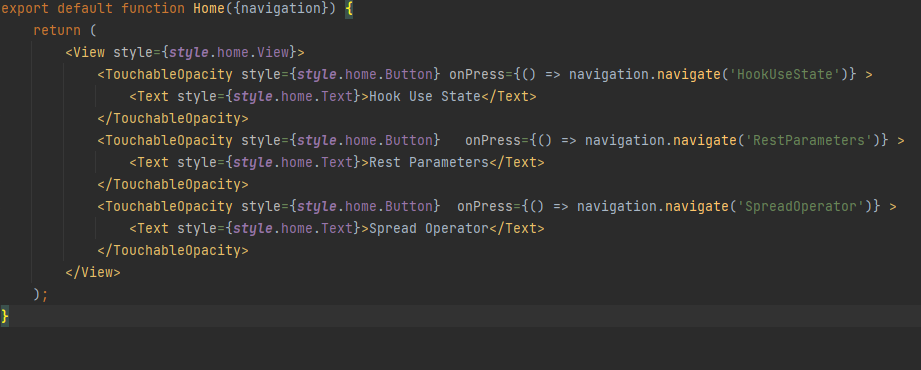 export default function Home({navigation}) {
    return (
        <View style={style.home.View}>
            <TouchableOpacity style={style.home.Button} onPress={() => navigation.navigate('HookUseState')} >
                <Text style={style.home.Text}>Hook Use State</Text>
            </TouchableOpacity>
            <TouchableOpacity style={style.home.Button}   onPress={() => navigation.navigate('RestParameters')} >
                <Text style={style.home.Text}>Rest Parameters</Text>
            </TouchableOpacity>
            <TouchableOpacity style={style.home.Button}  onPress={() => navigation.navigate('SpreadOperator')} >
                <Text style={style.home.Text}>Spread Operator</Text>
            </TouchableOpacity>
        </View>
    );
}